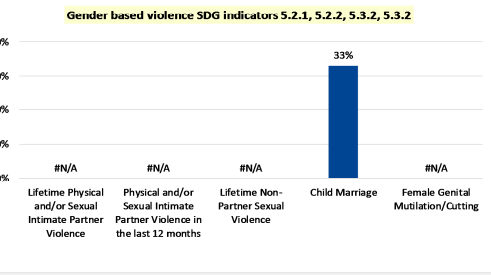 Gender based violence SDG indicators 5.2.1, 5.2.2, 5.3.2, 5.3.2
33%
#N/A
#N/A
#N/A
#N/A
Lifetime Physical
and/or Sexual
Intimate Partner
Violence
Physical and/or
Sexual Intimate
Partner Violence in
the last 12 months
Lifetime Non-
Partner Sexual
Violence
Child Marriage
Female Genital
Mutilation/Cutting